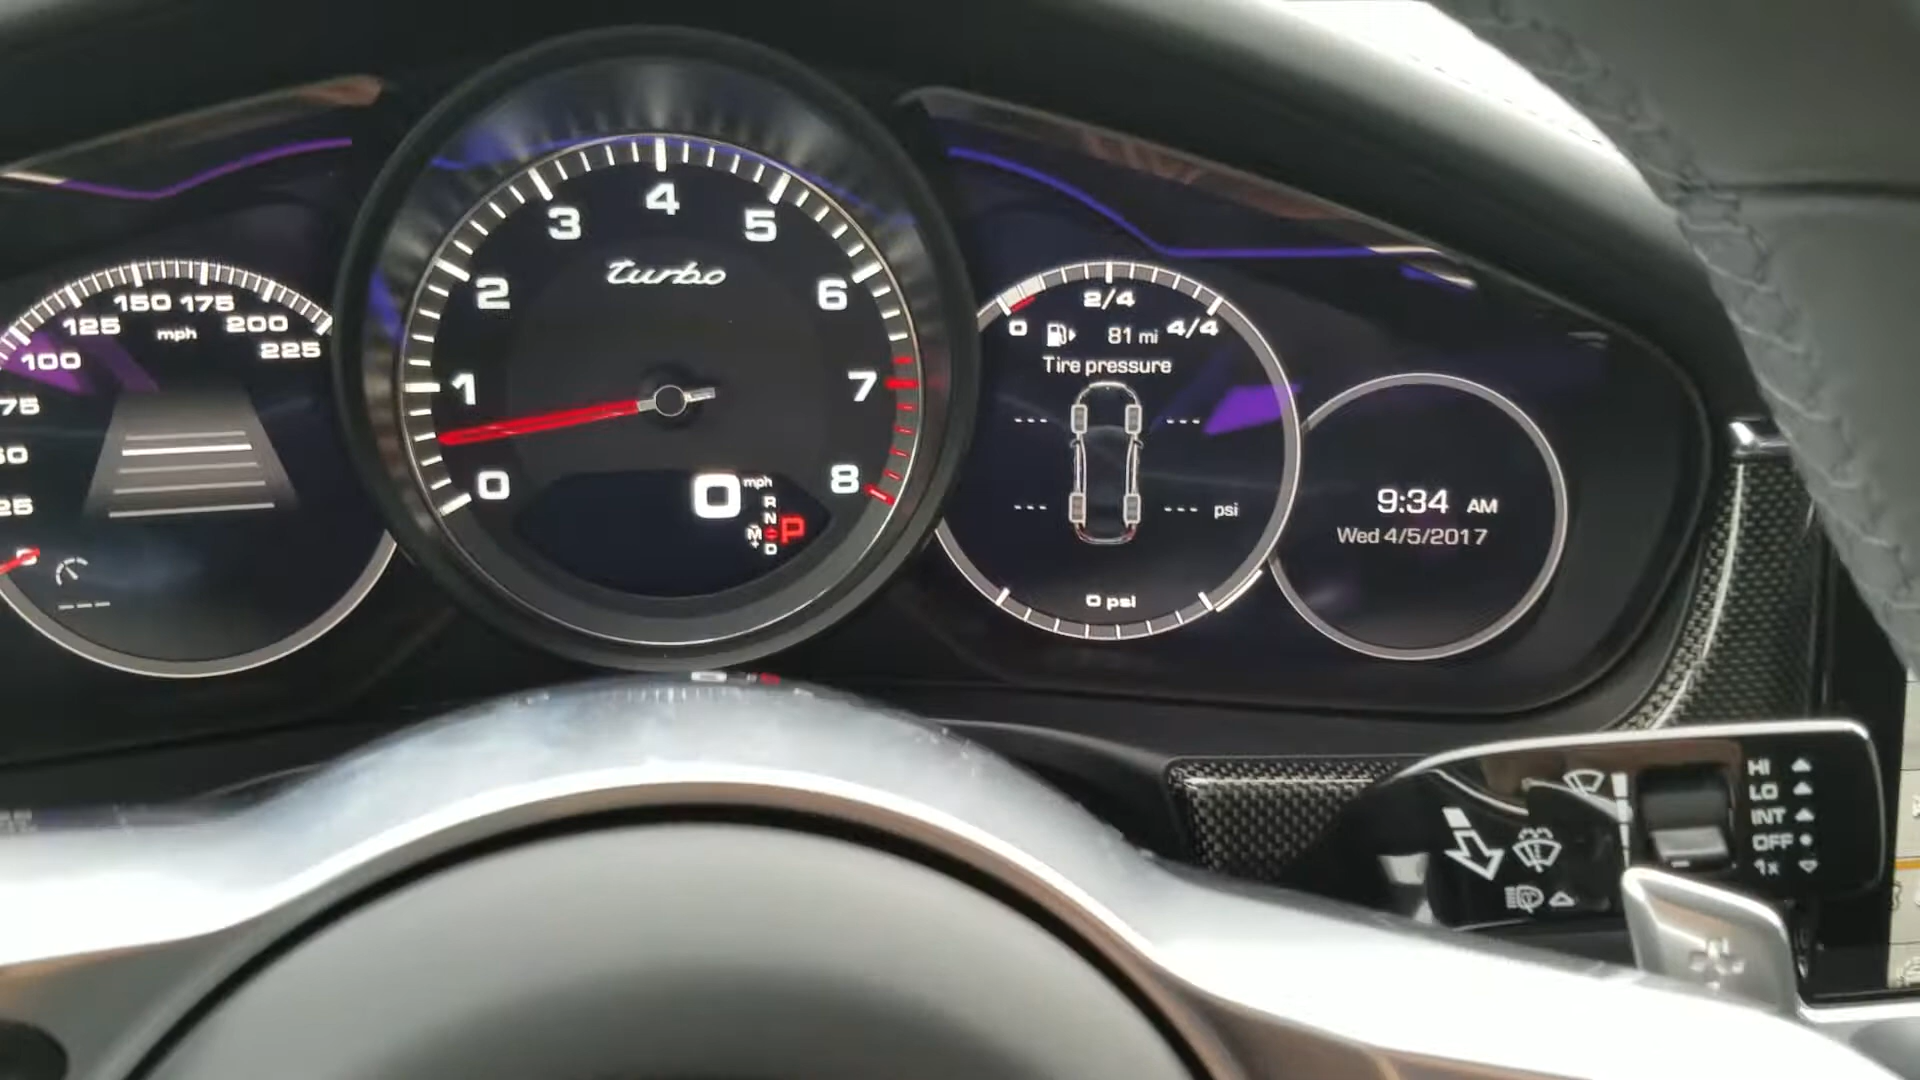 150 175
125
200
mph
225
100
75
50
25
turbo
0
1
2
3
4
5
6
7
8
0 mph
R
N
P
M
+
D
2/4
0
4/4
81 mi
Tire pressure
---
---
---
--- psi
0 psi
---
9:34 AM
Wed 4/5/2017
HI
LO
INT
OFF
1x
+